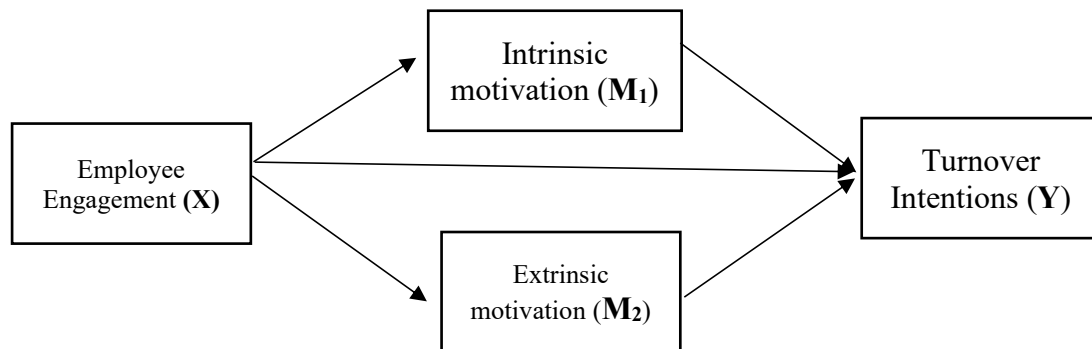 Intrinsic
motivation (M₁)
Employee
Engagement (X)
Turnover
Intentions (Y)
Extrinsic
motivation (M₂)